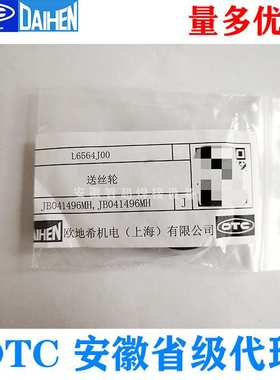 DAIHEN 量多优
L6564J00
送丝轮
JB041496MH,JB041496MH J
DAIHEN 欧地希机电(上海)有限公司 OTC
OTC 安徽省级代理